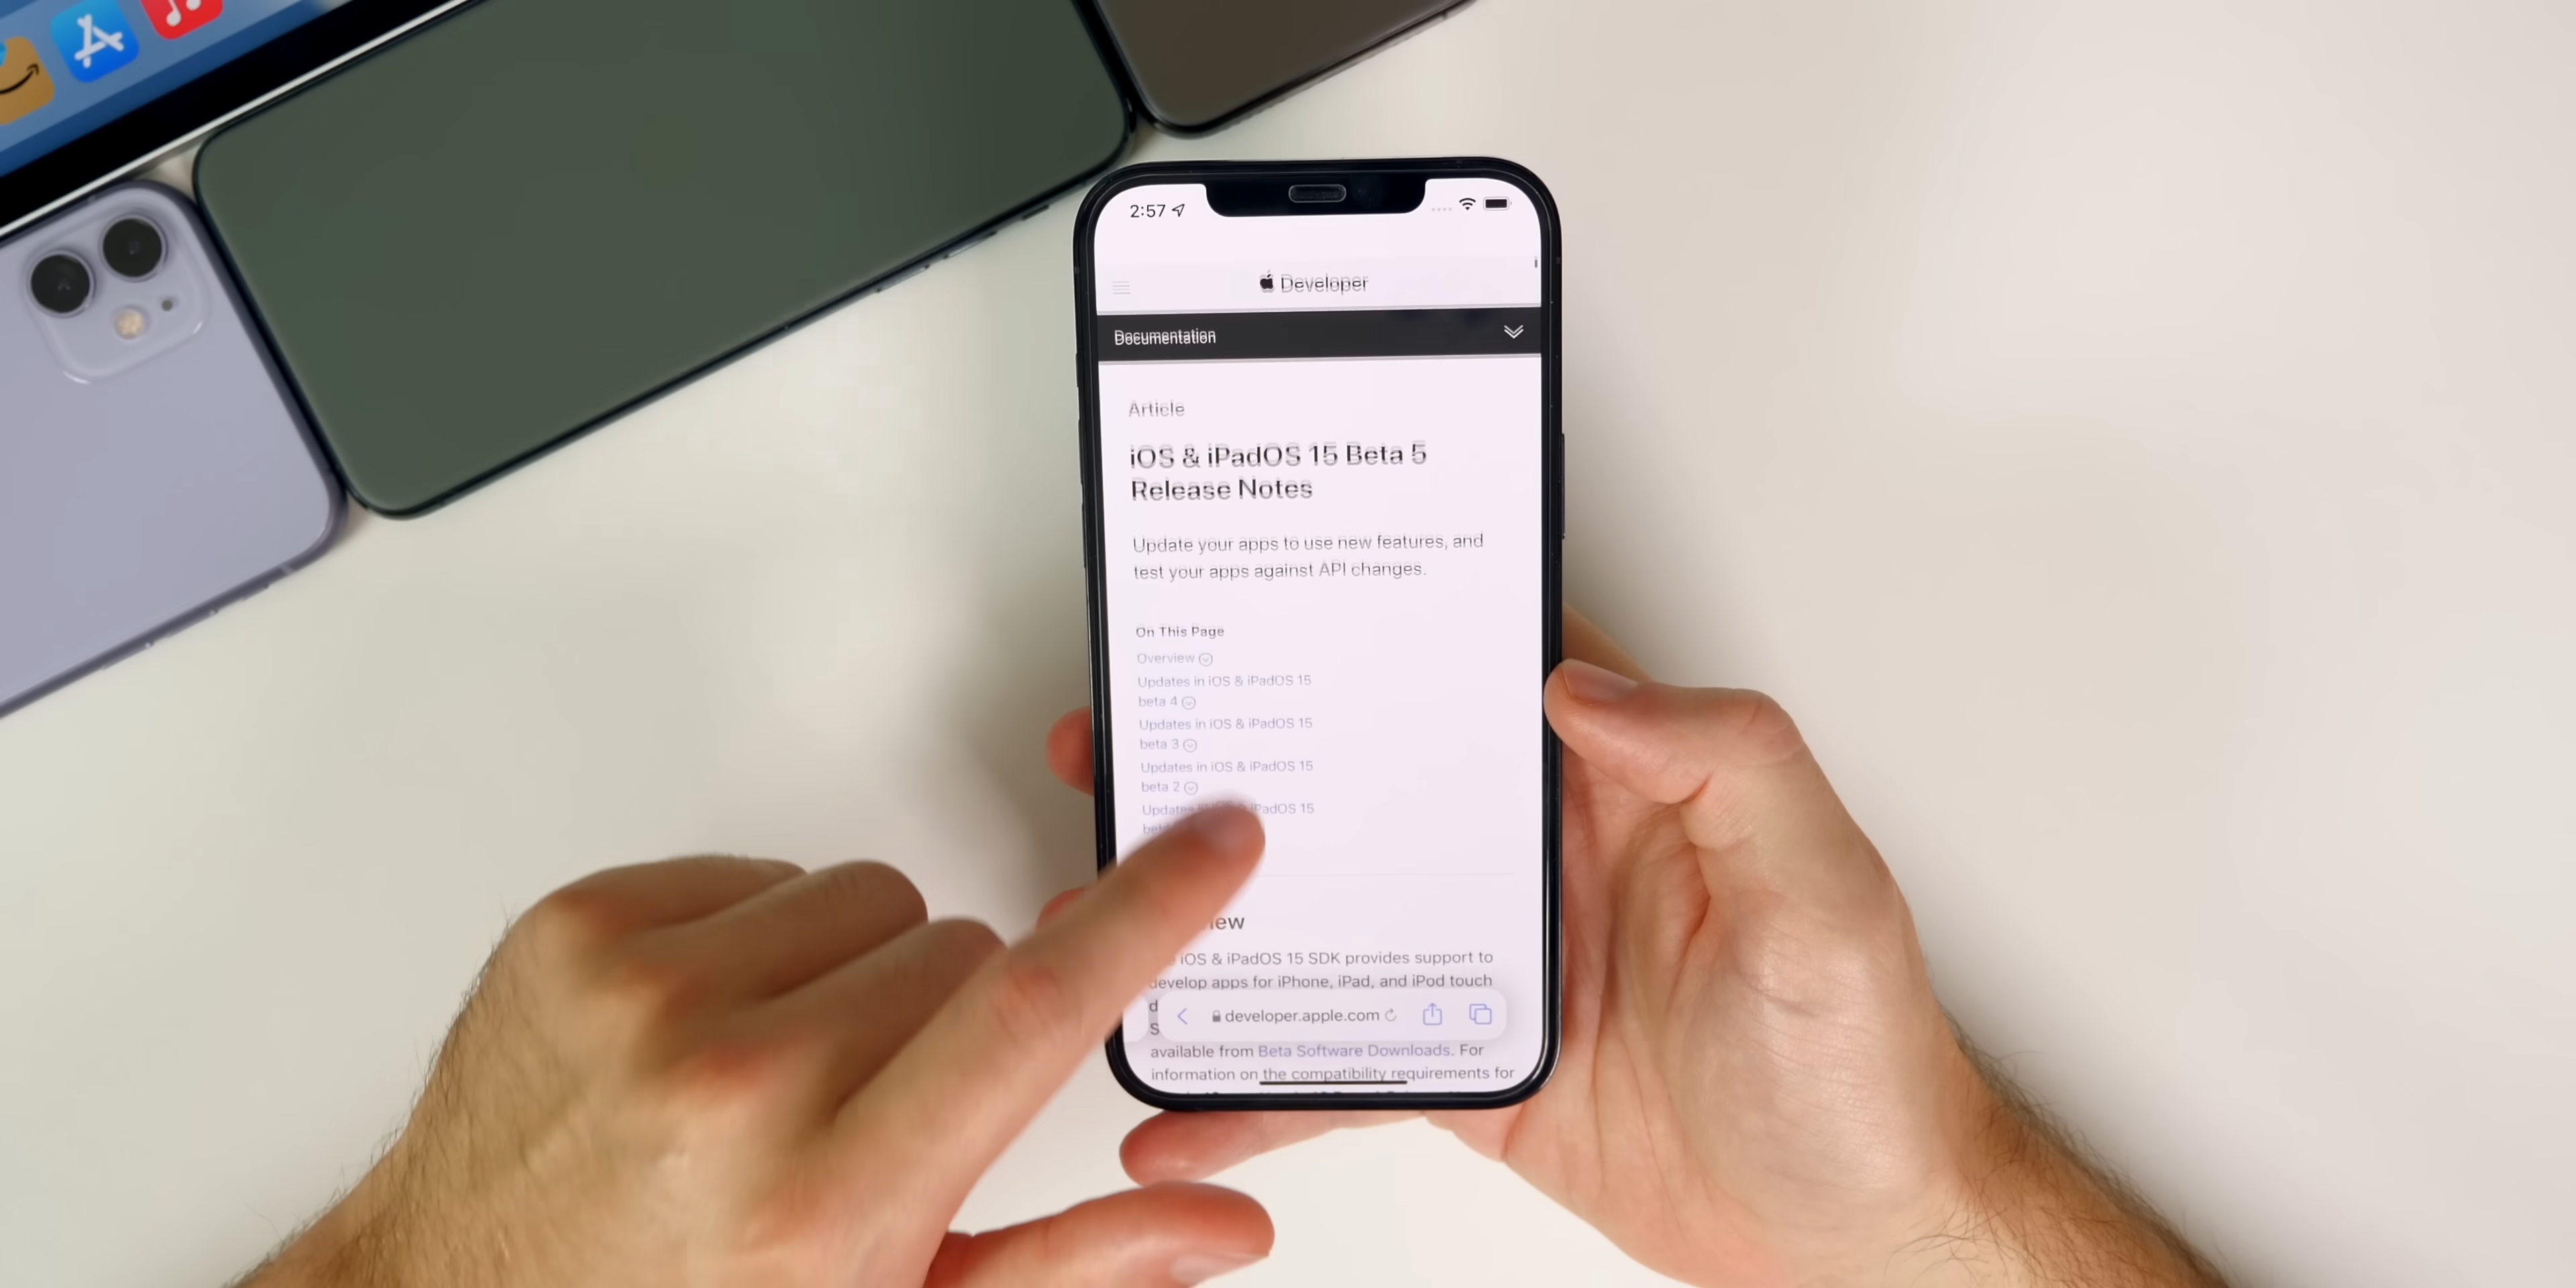 2:57
Developer
Documentation
Article
iOS & iPadOS 15 Beta 5
Release Notes
Update your apps to use new features, and
test your apps against API changes.
On This Page
Overview
Updates in iOS & iPadOS 15
beta 4
Updates in iOS & iPadOS 15
beta 3
Updates in iOS & iPadOS 15
beta 2
Updates iPadOS 15
iOS & iPadOS 15 SDK provides support to
develop apps for iPhone, iPad, and iPod touch
developer.apple.com
available from Beta Software Downloads. For
information on the compatibility requirements for